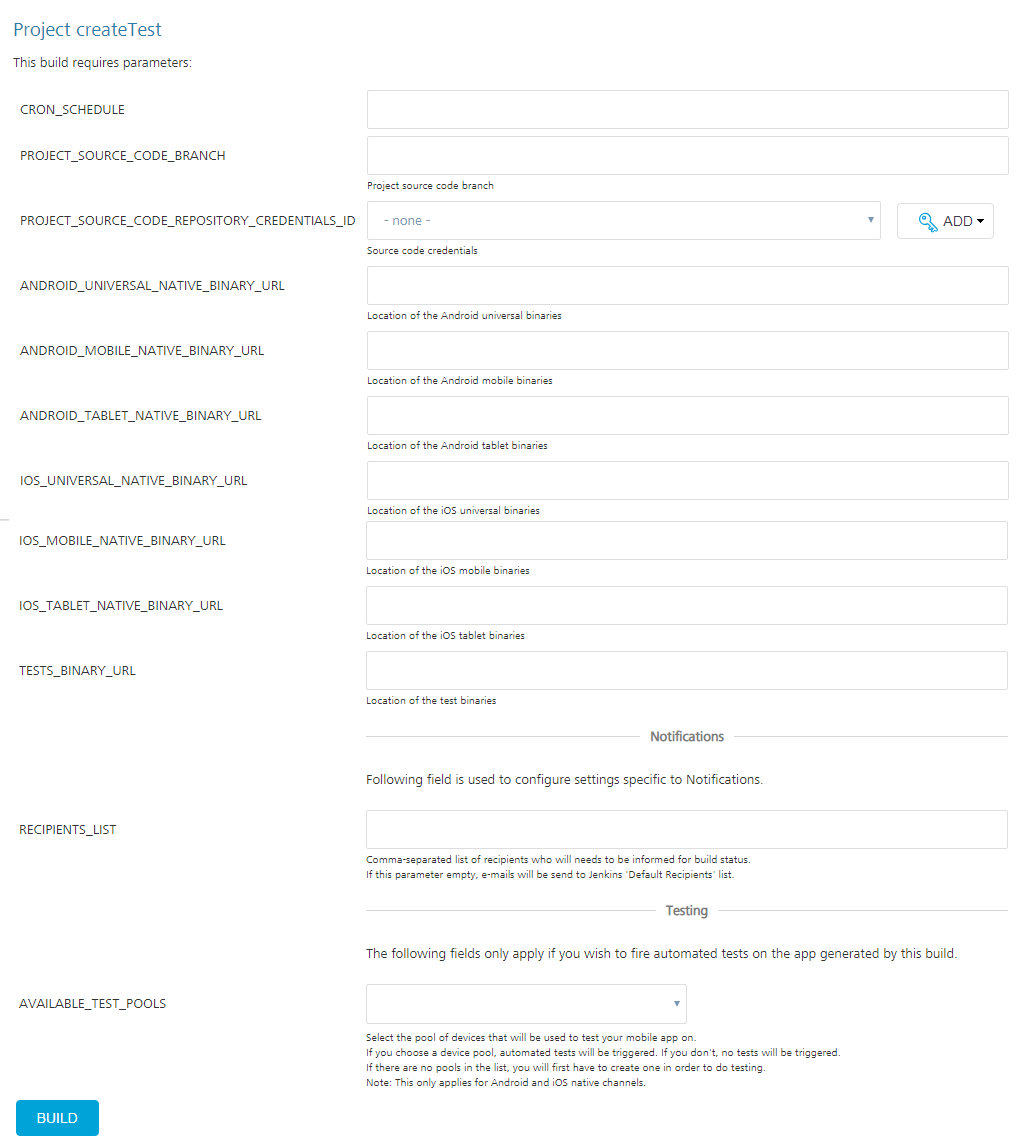 Project createTest
This build requires parameters:
CRON_SCHEDULE
PROJECT_SOURCE_CODE_BRANCH
Project source code branch
PROJECT_SOURCE_CODE_REPOSITORY_CREDENTIALS_ID - none - ADD
Source code credentials
ANDROID_UNIVERSAL_NATIVE_BINARY_URL
Location of the Android universal binaries
ANDROID_MOBILE_NATIVE_BINARY_URL
Location of the Android mobile binaries
ANDROID_TABLET_NATIVE_BINARY_URL
Location of the Android tablet binaries
IOS_UNIVERSAL_NATIVE_BINARY_URL
Location of the iOS universal binaries
IOS_MOBILE_NATIVE_BINARY_URL
Location of the iOS mobile binaries
IOS_TABLET_NATIVE_BINARY_URL
Location of the iOS tablet binaries
TESTS_BINARY_URL
Location of the test binaries
Notifications
Following field is used to configure settings specific to Notifications.
RECIPIENTS_LIST
Comma-separated list of recipients who will needs to be informed for build status.
If this parameter empty, e-mails will be send to Jenkins 'Default Recipients' list.
Testing
The following fields only apply if you wish to fire automated tests on the app generated by this build.
AVAILABLE_TEST_POOLS
Select the pool of devices that will be used to test your mobile app on.
If you choose a device pool, automated tests will be triggered. If you don't, no tests will be triggered.
If there are no pools in the list, you will first have to create one in order to do testing.
Note: This only applies for Android and iOS native channels.
BUILD